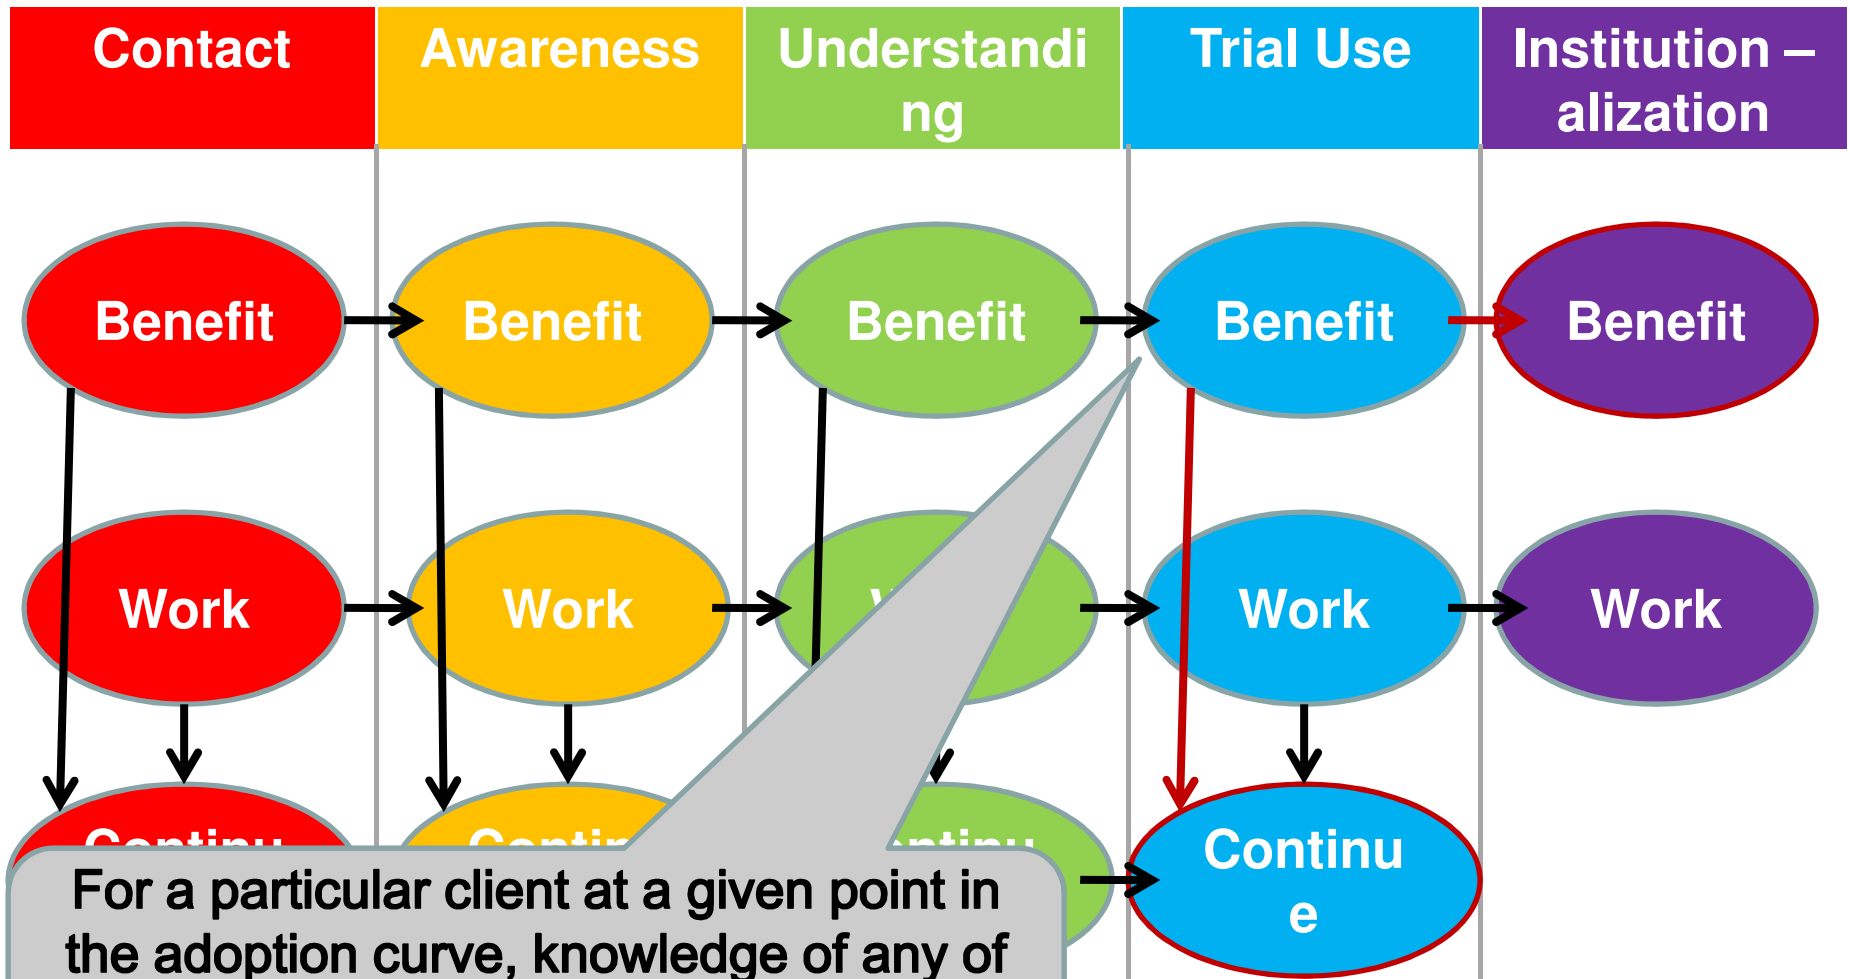 Contact
Awareness
Understandi
ng
Trial Use
Institution –
alization
Benefit
Benefit
Benefit
Benefit
Benefit
Work
Work
Work
Work
Continu
e
For a particular client at a given point in
the adoption curve, knowledge of any of